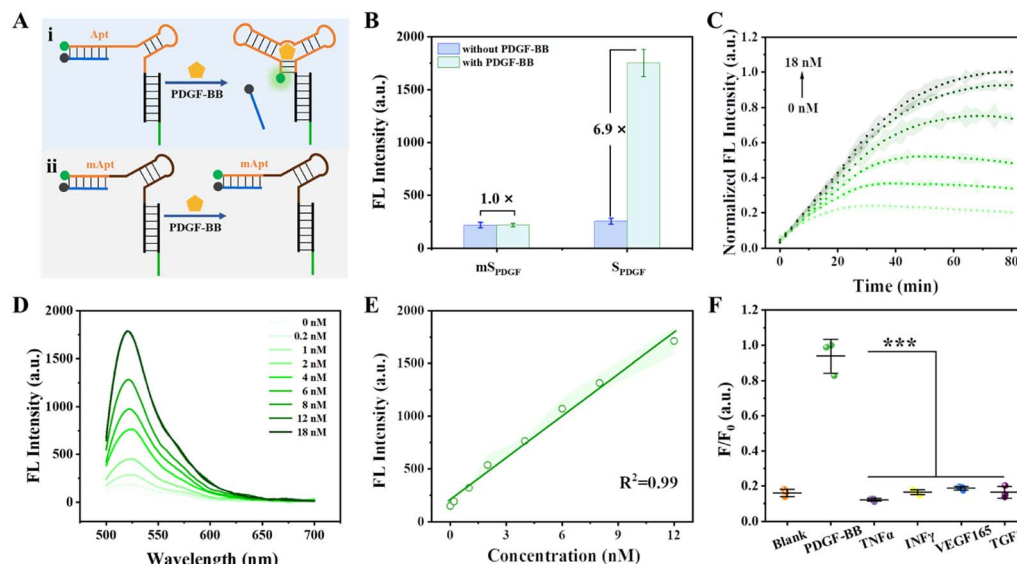 A
i
Apt
PDGF-BB
ii
mApt
mApt
PDGF-BB
B
FL Intensity (a.u.)
2000
1500
1000
500
0
without PDGF-BB
with PDGF-BB
1.0 ×
6.9 ×
mS_PDGF
S_PDGF
C
Normalized FL Intensity (a.u.)
1.2
1.0
0.8
0.6
0.4
0.2
0.0
18 nM
0 nM
0 20 40 60 80
Time (min)
D
FL Intensity (a.u.)
2000
1500
1000
500
0
0 nM
0.2 nM
1 nM
2 nM
4 nM
6 nM
8 nM
12 nM
18 nM
500 550 600 650 700
Wavelength (nm)
E
FL Intensity (a.u.)
2000
1500
1000
500
0
R²=0.99
0 3 6 9 12
Concentration (nM)
F
F/F₀ (a.u.)
1.2
1.0
0.8
0.6
0.4
0.2
0.0
***
Blank
PDGF-BB
TNFα
INFγ
VEGF165
TGF